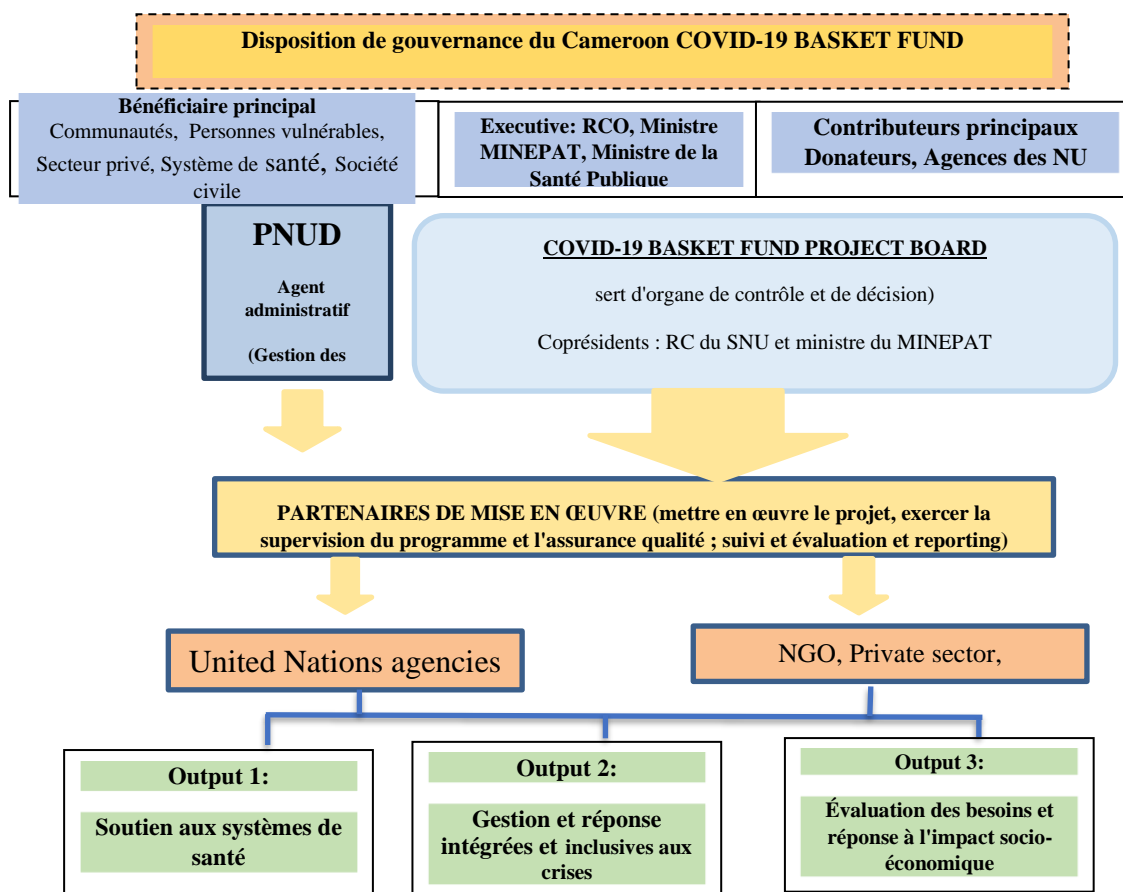 Disposition de gouvernance du Cameroon COVID-19 BASKET FUND
Bénéficiaire principal
Communautés, Personnes vulnérables,
Secteur privé, Système de santé, Société
civile
Executive: RCO, Ministre
MINEPAT, Ministre de la
Santé Publique
Contributeurs principaux
Donateurs, Agences des NU
PNUD
Agent
administratif
(Gestion des
COVID-19 BASKET FUND PROJECT BOARD
sert d'organe de contrôle et de décision)
Coprésidents : RC du SNU et ministre du MINEPAT
PARTENAIRES DE MISE EN ŒUVRE (mettre en œuvre le projet, exercer la
supervision du programme et l'assurance qualité ; suivi et évaluation et reporting)
United Nations agencies
NGO, Private sector,
Output 1:
Soutien aux systèmes de
santé
Output 2:
Gestion et réponse
intégrées et inclusives aux
crises
Output 3:
Évaluation des besoins et
réponse à l'impact socio-
économique